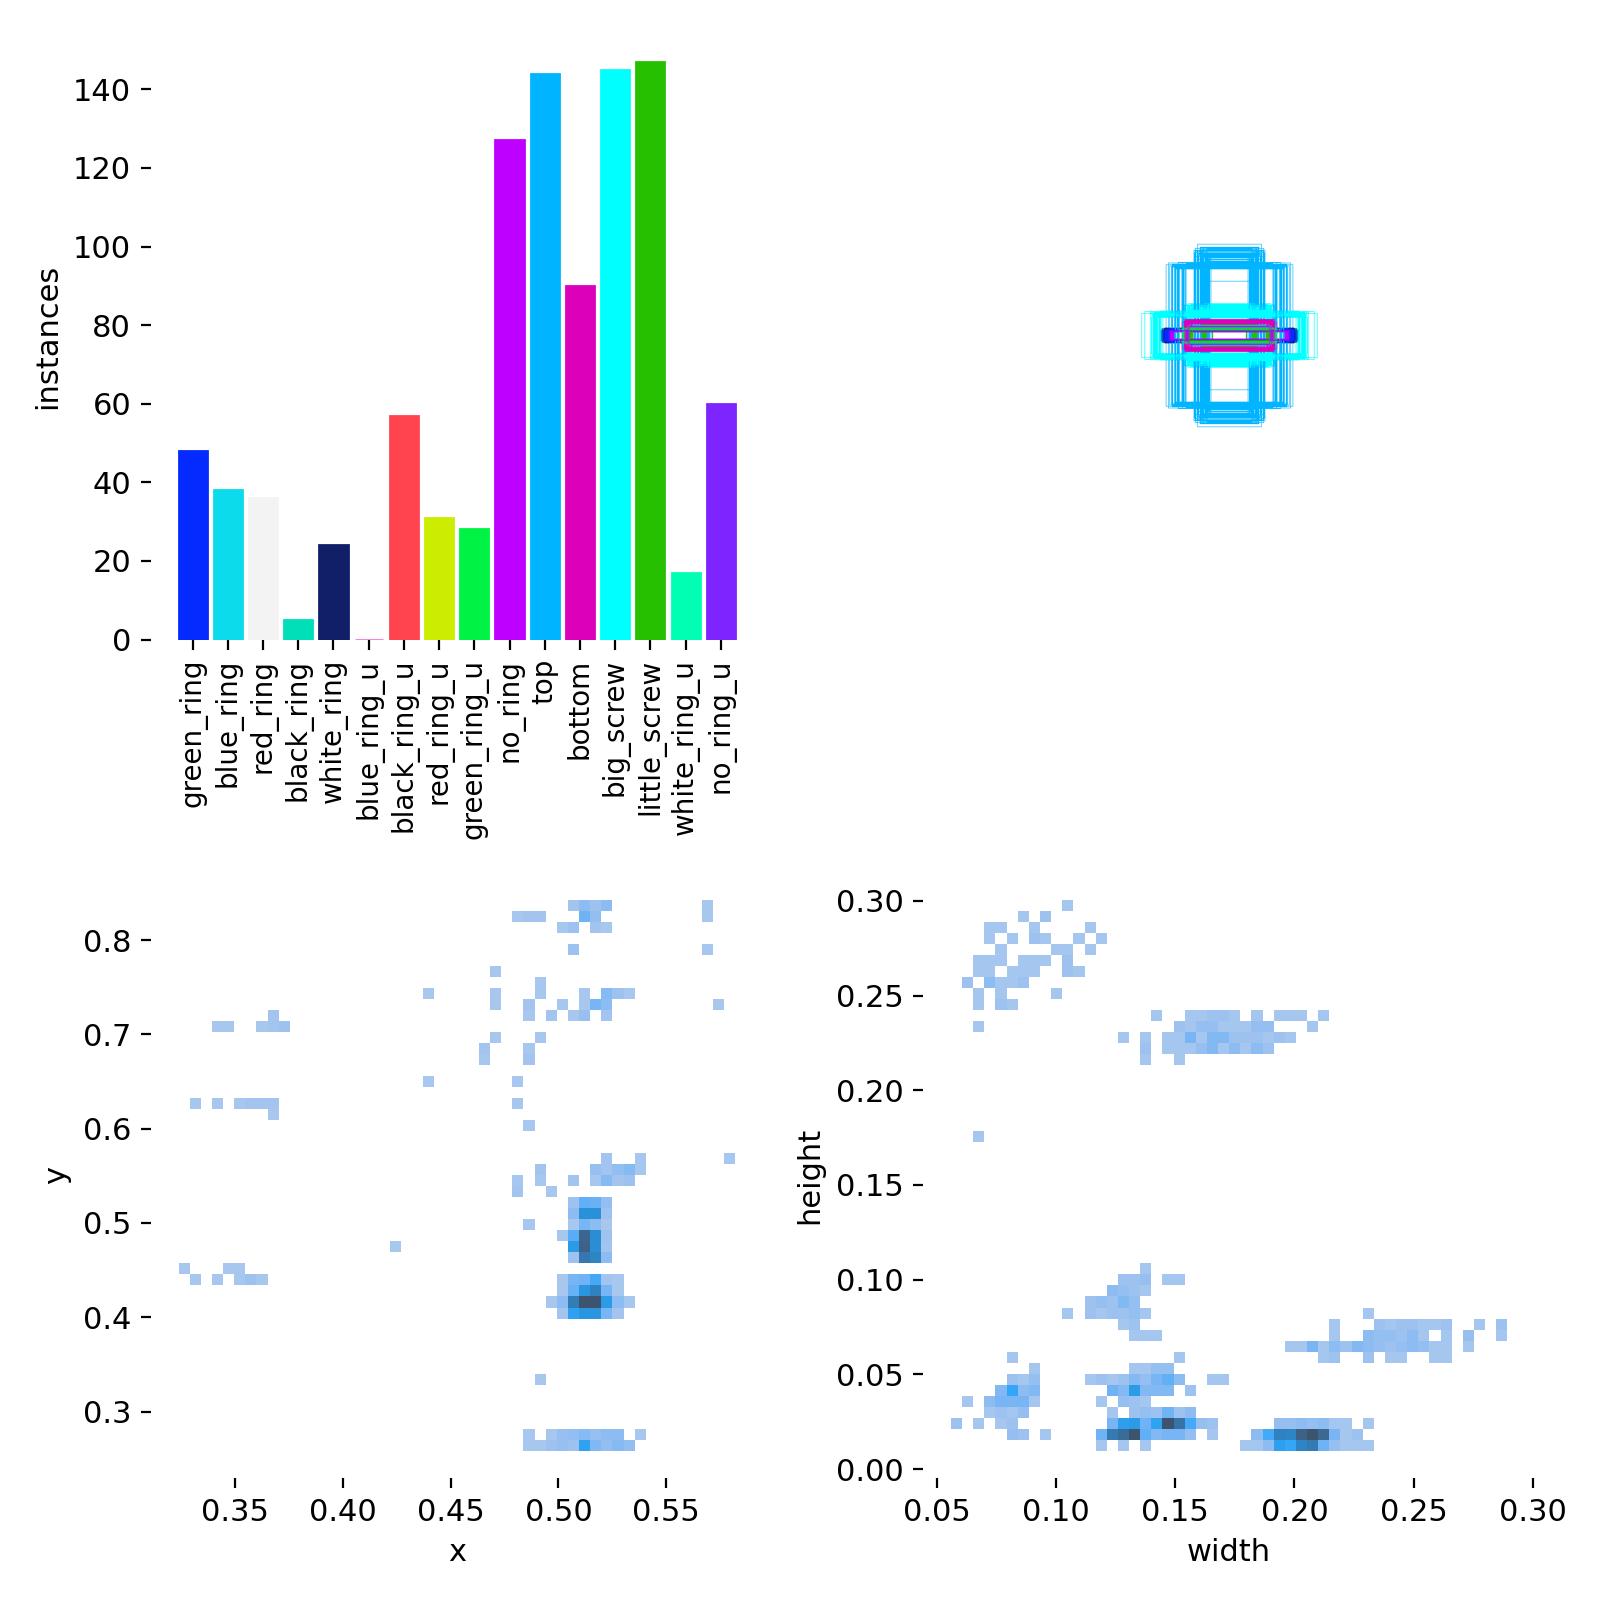 instances
140
120
100
80
60
40
20
0
green_ring
blue_ring
red_ring
black_ring
white_ring
blue_ring_u
black_ring_u
red_ring_u
green_ring_u
no_ring
top
bottom
big_screw
little_screw
white_ring_u
no_ring_u
y
0.8
0.7
0.6
0.5
0.4
0.3
0.35 0.40 0.45 0.50 0.55
x
height
0.30
0.25
0.20
0.15
0.10
0.05
0.00
0.05 0.10 0.15 0.20 0.25 0.30
width